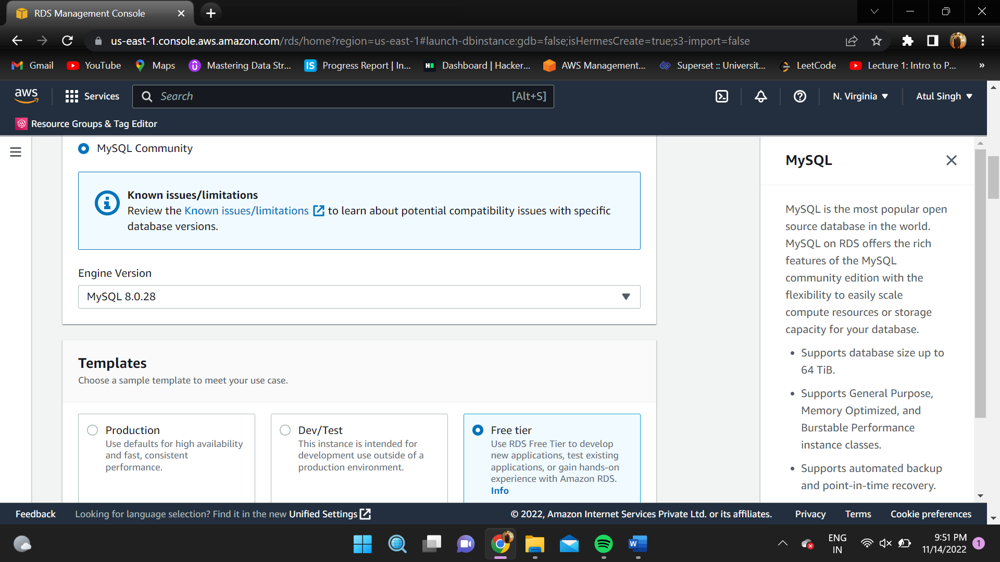 RDS Management Console
us-east-1.console.aws.amazon.com/rds/home?region=us-east-1#launch-dbinstance:gdb=false;isHermesCreate=true;s3-import=false
Gmail YouTube Maps Mastering Data Str... IS Progress Report | In... Dashboard | Hacker... AWS Management... Superset :: Universit... LeetCode Lecture 1: Intro to P... »
aws Services Search [Alt+S] N. Virginia Atul Singh
Resource Groups & Tag Editor
MySQL Community
Known issues/limitations
Review the Known issues/limitations to learn about potential compatibility issues with specific
database versions.
Engine Version
MySQL 8.0.28
Templates
Choose a sample template to meet your use case.
Production
Use defaults for high availability
and fast, consistent
performance.
Dev/Test
This instance is intended for
development use outside of a
production environment.
Free tier
Use RDS Free Tier to develop
new applications, test existing
applications, or gain hands-on
experience with Amazon RDS.
Info
MySQL
MySQL is the most popular open
source database in the world.
MySQL on RDS offers the rich
features of the MySQL
community edition with the
flexibility to easily scale
compute resources or storage
capacity for your database.
• Supports database size up to
64 TiB.
• Supports General Purpose,
Memory Optimized, and
Burstable Performance
instance classes.
• Supports automated backup
and point-in-time recovery.
Feedback Looking for language selection? Find it in the new Unified Settings © 2022, Amazon Internet Services Private Ltd. or its affiliates. Privacy Terms Cookie preferences
ENG
IN
9:51 PM
11/14/2022
1